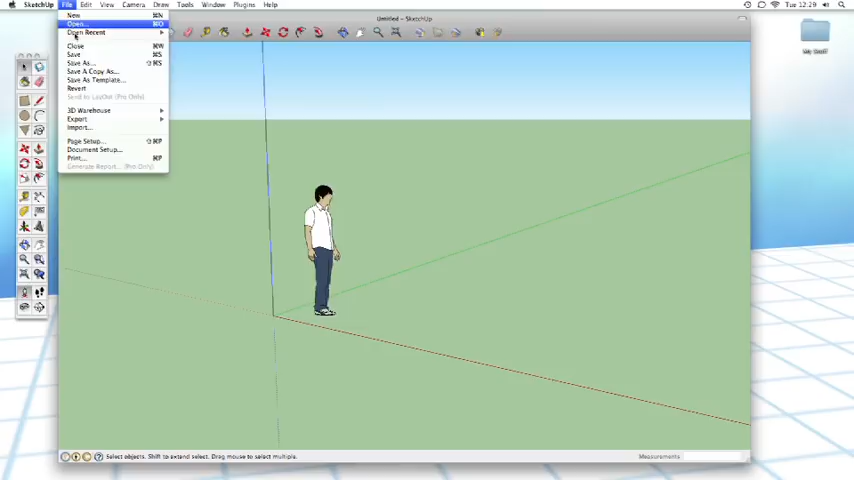 SketchUp File Edit View Camera Draw Tools Window Plugins Help
Tue 12:29
Untitled - SketchUp
New ⌘N
Open... ⌘O
Open Recent
Close ⌘W
Save ⌘S
Save As... ⇧⌘S
Save A Copy As...
Save As Template...
Revert
Send to LayOut (Pro Only)
3D Warehouse
Export
Import...
Page Setup... ⇧⌘P
Document Setup...
Print... ⌘P
Generate Report... (Pro Only)
My Stuff
Select objects. Shift to extend select. Drag mouse to select multiple.
Measurements